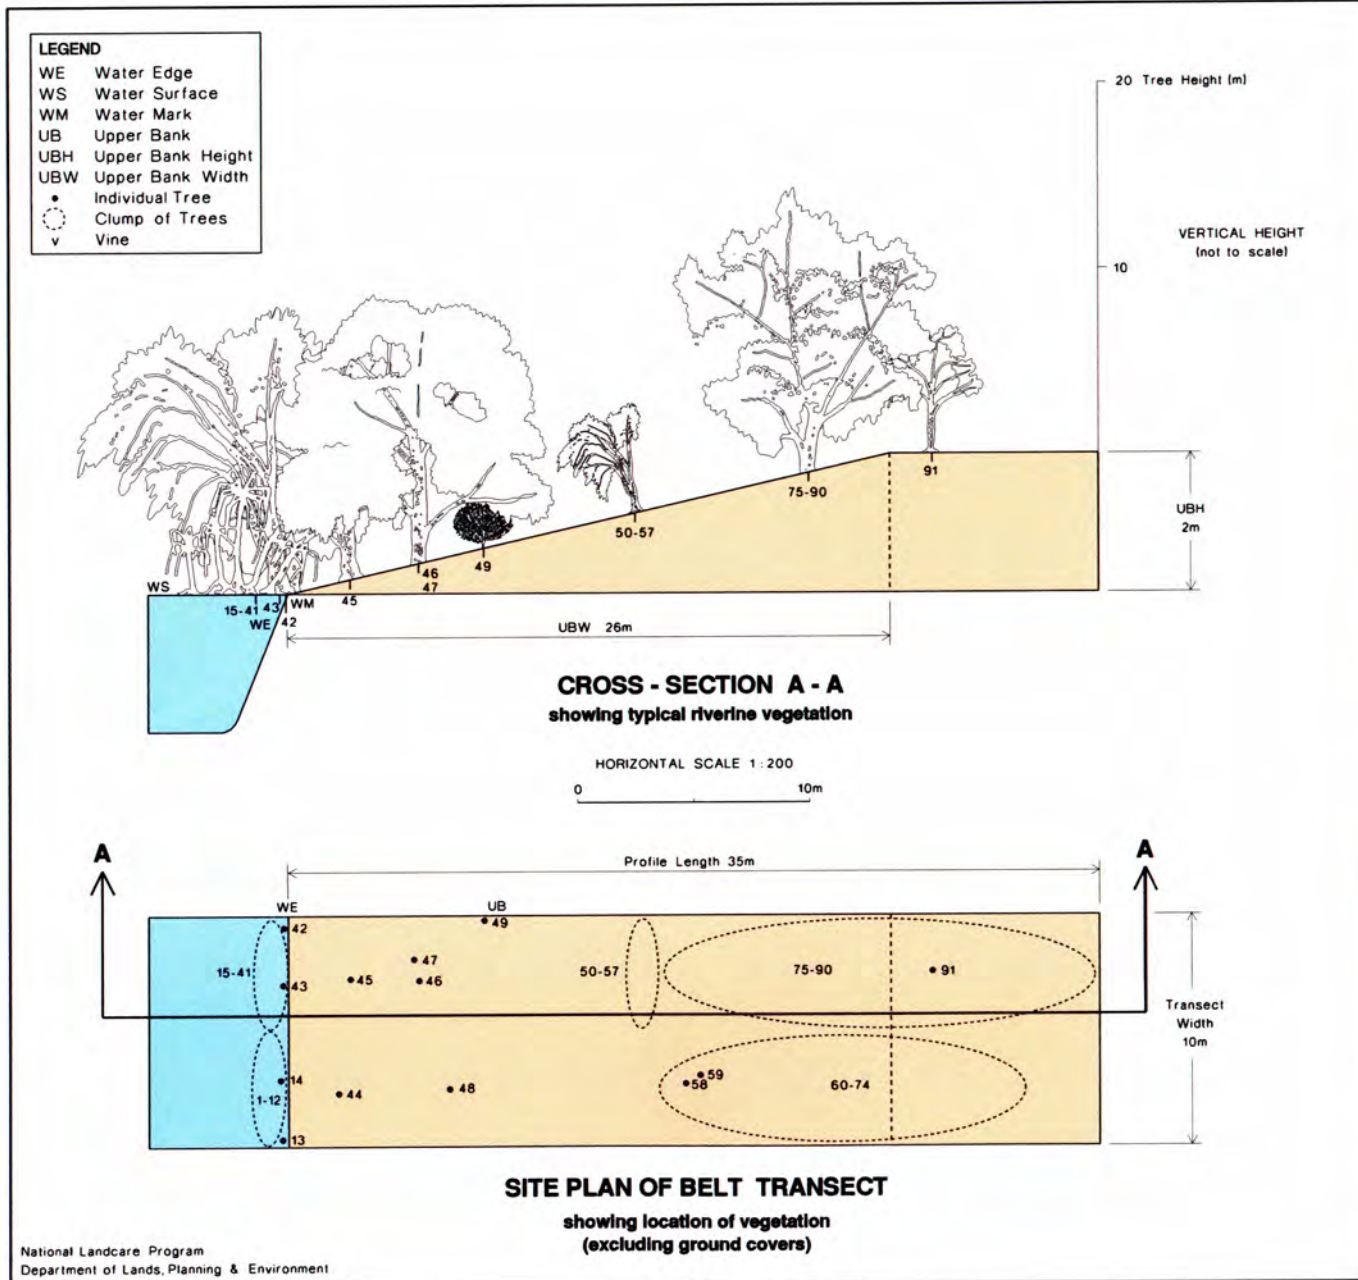 LEGEND
WE Water Edge
WS Water Surface
WM Water Mark
UB Upper Bank
UBH Upper Bank Height
UBW Upper Bank Width
Individual Tree
Clump of Trees
v Vine
20 Tree Height (m)
VERTICAL HEIGHT
(not to scale)
10
91
75-90
UBH
2m
50-57
49
46
47
45
WS
15-41 43 WM
WE 42
UBW 26m
CROSS - SECTION A - A
showing typical riverine vegetation
HORIZONTAL SCALE 1:200
0 10m
A A
Profile Length 35m
WE UB
42 49
15-41 47 50-57 75-90 91
43 45 46
Transect
Width
10m
14 59
1-12 44 48 58 60-74
13
SITE PLAN OF BELT TRANSECT
showing location of vegetation
(excluding ground covers)
National Landcare Program
Department of Lands, Planning & Environment